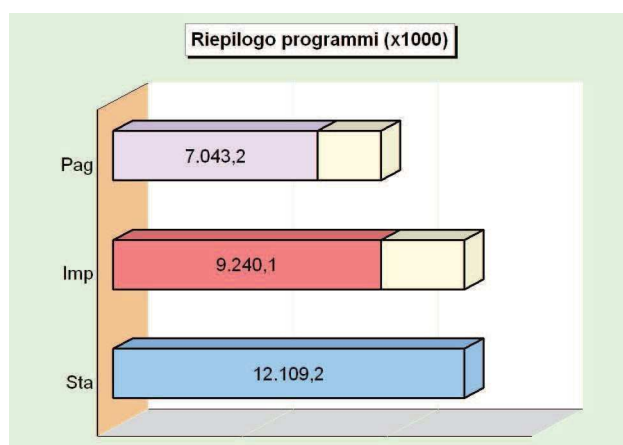 Riepilogo programmi (x1000)
Pag
7.043,2
Imp
9.240,1
Sta
12.109,2